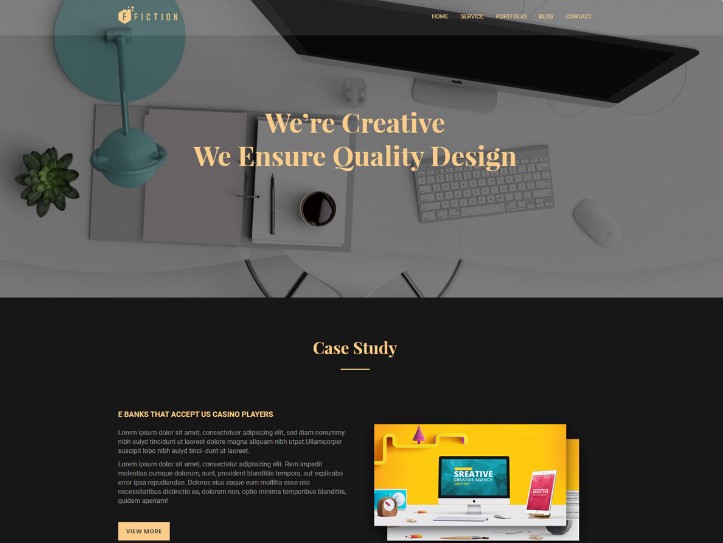 FICTION
HOME SERVICE PORTFOLIO BLOG CONTACT
We're Creative
We Ensure Quality Design
Case Study
E BANKS THAT ACCEPT US CASINO PLAYERS
Lorem ipsum dolor sit amet, consectetuer adipiscing elit, sed diam nonummy
nibh euiyd tincidunt ut laoreet dolore magna aliquam nibh utpat.Ullamcorper
suscipit lobo nibh euiyd tinci- dunt ut laoreet.
Lorem ipsum dolor sit amet, consectetur adipisicing elit. Rem impedit
molestias cumque dolorum, sunt, provident blanditiis tempora, aut explicabo
error ipsa repudiandae. Dolores eius eaque eum mollitia esse nisi
necessitatibus distinctio ea, dolorem non, optio minima temporibus blanditiis,
quidem aperiam!
SREATIVE
CREATIVE AGENCY
VIEW MORE